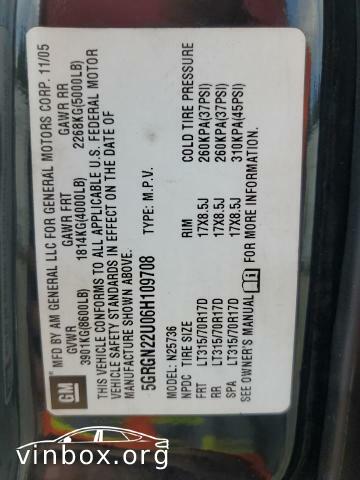 GM
MFD BY AM GENERAL LLC FOR GENERAL MOTORS CORP. 11/05
GVWR GAWR FRT GAWR RR
3901KG(8600LB) 1814KG(4000LB) 2268KG(5000LB)
THIS VEHICLE CONFORMS TO ALL APPLICABLE U.S. FEDERAL MOTOR
VEHICLE SAFETY STANDARDS IN EFFECT ON THE DATE OF
MANUFACTURE SHOWN ABOVE.
5GRGN22U06H109708 TYPE: M.P.V.
MODEL: N25736
NPDC TIRE SIZE RIM COLD TIRE PRESSURE
FRT LT315/70R17D 17X8.5J 260KPA(37PSI)
RR LT315/70R17D 17X8.5J 260KPA(37PSI)
SPA LT315/70R17D 17X8.5J 310KPA(45PSI)
SEE OWNER'S MANUAL FOR MORE INFORMATION.
vinbox.org